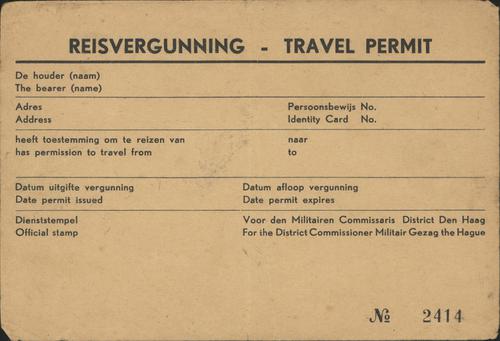 REISVERGUNNING - TRAVEL PERMIT
De houder (naam)
The bearer (name)
Adres Persoonsbewijs No.
Address Identity Card No.
heeft toestemming om te reizen van naar
has permission to travel from to
Datum uitgifte vergunning Datum afloop vergunning
Date permit issued Date permit expires
Dienststempel Voor den Militairen Commissaris District Den Haag
Official stamp For the District Commissioner Militair Gezag the Hague
№ 2414